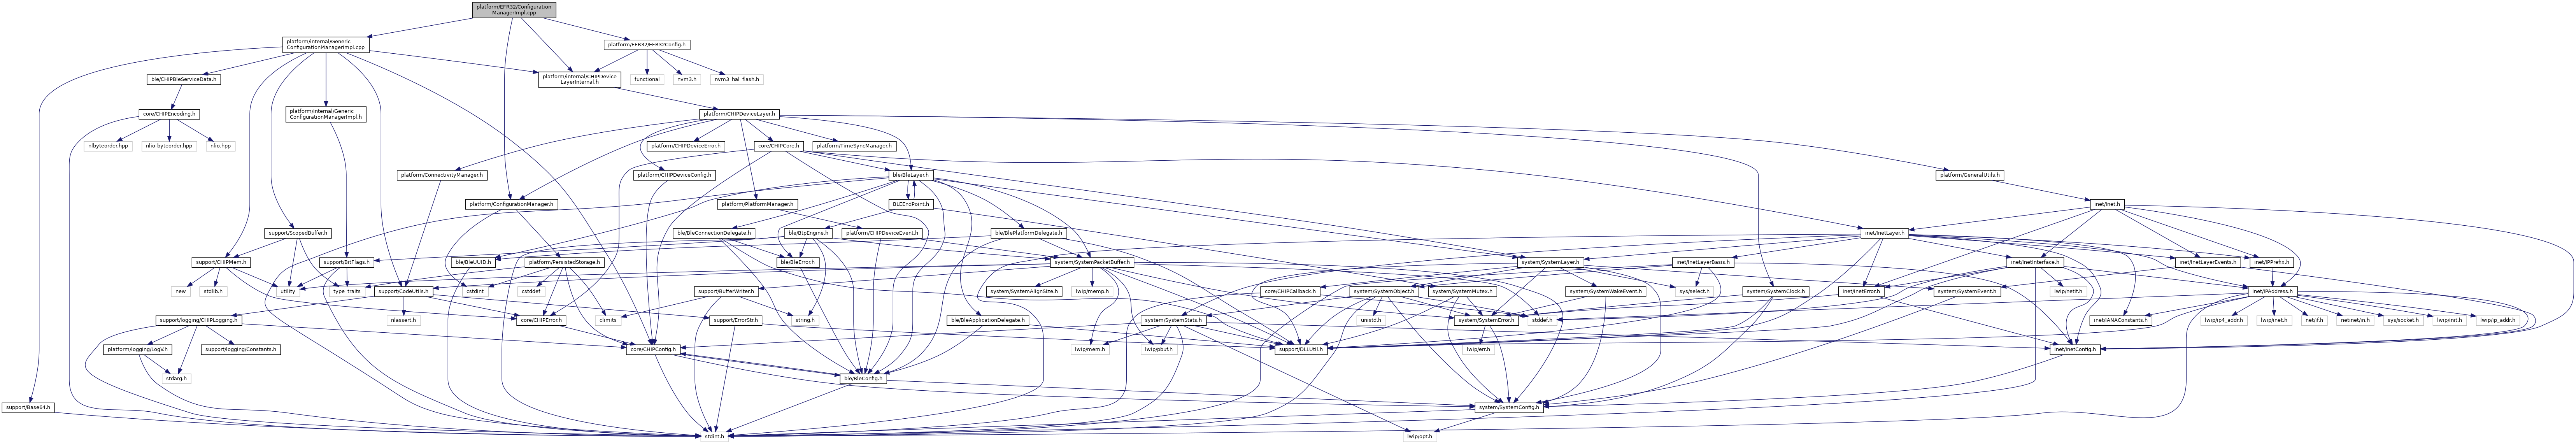 platform/EFR32/Configuration
ManagerImpl.cpp
platform/internal/Generic
ConfigurationManagerImpl.cpp
platform/EFR32/EFR32Config.h
ble/CHIPBleServiceData.h
platform/internal/CHIPDevice
LayerInternal.h
functional
nvm3.h
nvm3_hal_flash.h
core/CHIPEncoding.h
platform/internal/Generic
ConfigurationManagerImpl.h
platform/CHIPDeviceLayer.h
nlbyteorder.hpp
nlio-byteorder.hpp
nlio.hpp
platform/CHIPDeviceError.h
core/CHIPCore.h
platform/TimeSyncManager.h
platform/ConnectivityManager.h
platform/CHIPDeviceConfig.h
ble/BleLayer.h
platform/GeneralUtils.h
platform/ConfigurationManager.h
platform/PlatformManager.h
BLEEndPoint.h
inet/Inet.h
support/ScopedBuffer.h
ble/BleConnectionDelegate.h
ble/BtpEngine.h
platform/CHIPDeviceEvent.h
ble/BlePlatformDelegate.h
inet/InetLayer.h
support/CHIPMem.h
support/BitFlags.h
ble/BleUUID.h
platform/PersistedStorage.h
ble/BleError.h
system/SystemPacketBuffer.h
system/SystemLayer.h
inet/InetLayerBasis.h
inet/InetInterface.h
inet/InetLayerEvents.h
inet/IPPrefix.h
new
stdlib.h
utility
type_traits
support/CodeUtils.h
cstdint
cstddef
support/BufferWriter.h
system/SystemAlignSize.h
lwip/memp.h
core/CHIPCallback.h
system/SystemObject.h
system/SystemMutex.h
system/SystemWakeEvent.h
sys/select.h
system/SystemClock.h
inet/InetError.h
system/SystemEvent.h
lwip/netif.h
inet/IPAddress.h
support/logging/CHIPLogging.h
nlassert.h
core/CHIPError.h
climits
support/ErrorStr.h
string.h
ble/BleApplicationDelegate.h
system/SystemStats.h
unistd.h
system/SystemError.h
stddef.h
inet/IANAConstants.h
lwip/ip4_addr.h
lwip/inet.h
net/if.h
netinet/in.h
sys/socket.h
lwip/init.h
lwip/ip_addr.h
platform/logging/LogV.h
support/logging/Constants.h
core/CHIPConfig.h
lwip/mem.h
lwip/pbuf.h
support/DLLUtil.h
lwip/err.h
inet/InetConfig.h
stdarg.h
ble/BleConfig.h
support/Base64.h
system/SystemConfig.h
stdint.h
lwip/opt.h